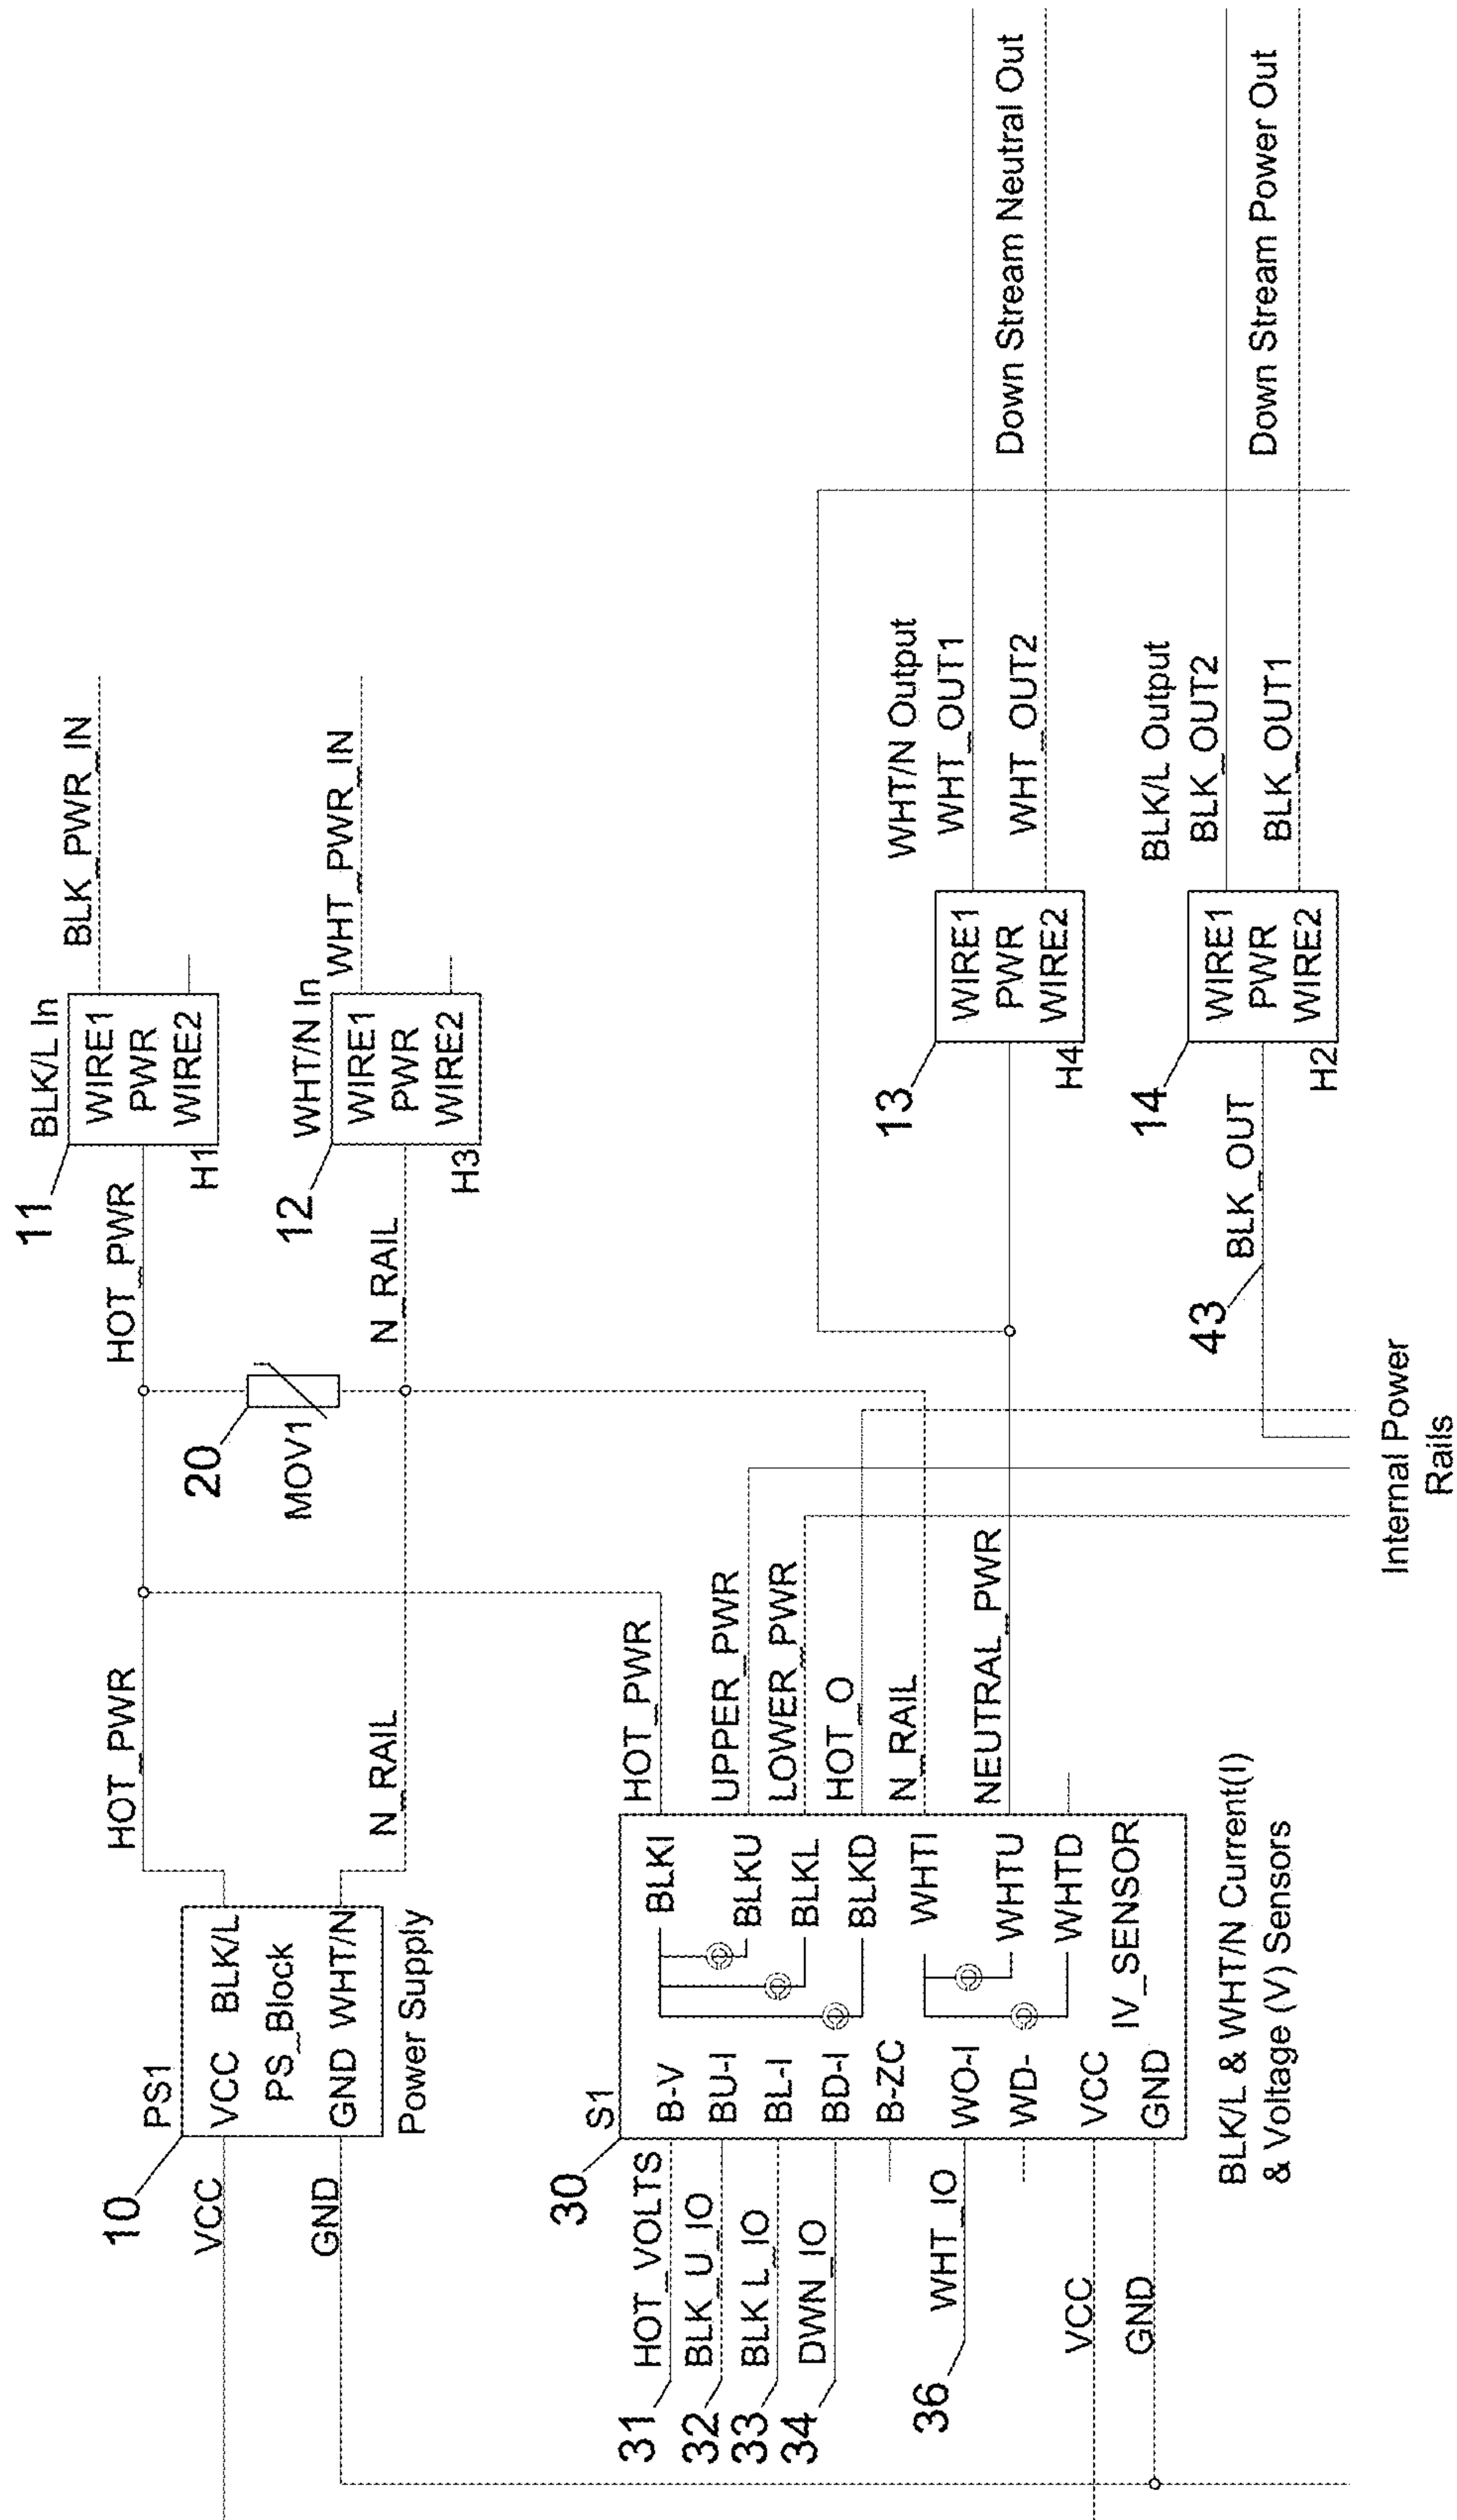 10
PS1
VCC BLK/L
PS_Block
GND WHT/N
Power Supply
VCC
GND
HOT_PWR
N_RAIL
20
MOV1
HOT_PWR
N_RAIL
11
BLK/L In
WIRE1
PWR
WIRE2
H1
BLK_PWR_IN
12
WHT/N In
WIRE1
PWR
WIRE2
H3
WHT_PWR_IN
30
S1
B-V BLKI
BU-I BLKU
BL-I BLKL
BD-I BLKD
B-ZC
WHTI
WO-I WHTU
WD- WHTD
VCC
IV_SENSOR
GND
BLK/L & WHT/N Current(I)
& Voltage (V) Sensors
31
HOT_VOLTS
32
BLK_U_IO
33
BLK L_IO
34
DWN_IO
36
WHT_IO
VCC
GND
HOT_PWR
UPPER_PWR
LOWER_PWR
HOT_O
N_RAIL
NEUTRAL_PWR
Internal Power
Rails
13
WIRE1
PWR
WIRE2
H4
WHT/N Output
WHT_OUT1
WHT_OUT2
Down Stream Neutral Out
43
BLK_OUT
14
WIRE1
PWR
WIRE2
H2
BLK/L Output
BLK_OUT2
BLK_OUT1
Down Stream Power Out